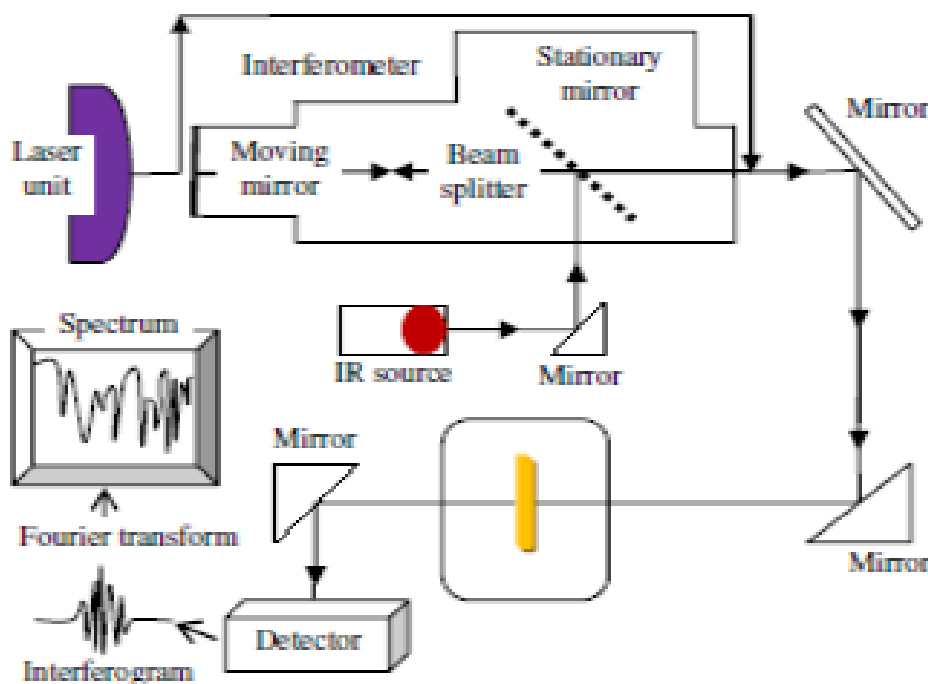 Interferometer
Stationary
mirror
Mirror
Laser
unit
Moving
mirror
Beam
splitter
Spectrum
IR source
Mirror
Mirror
Fourier transform
Mirror
Detector
Interferogram